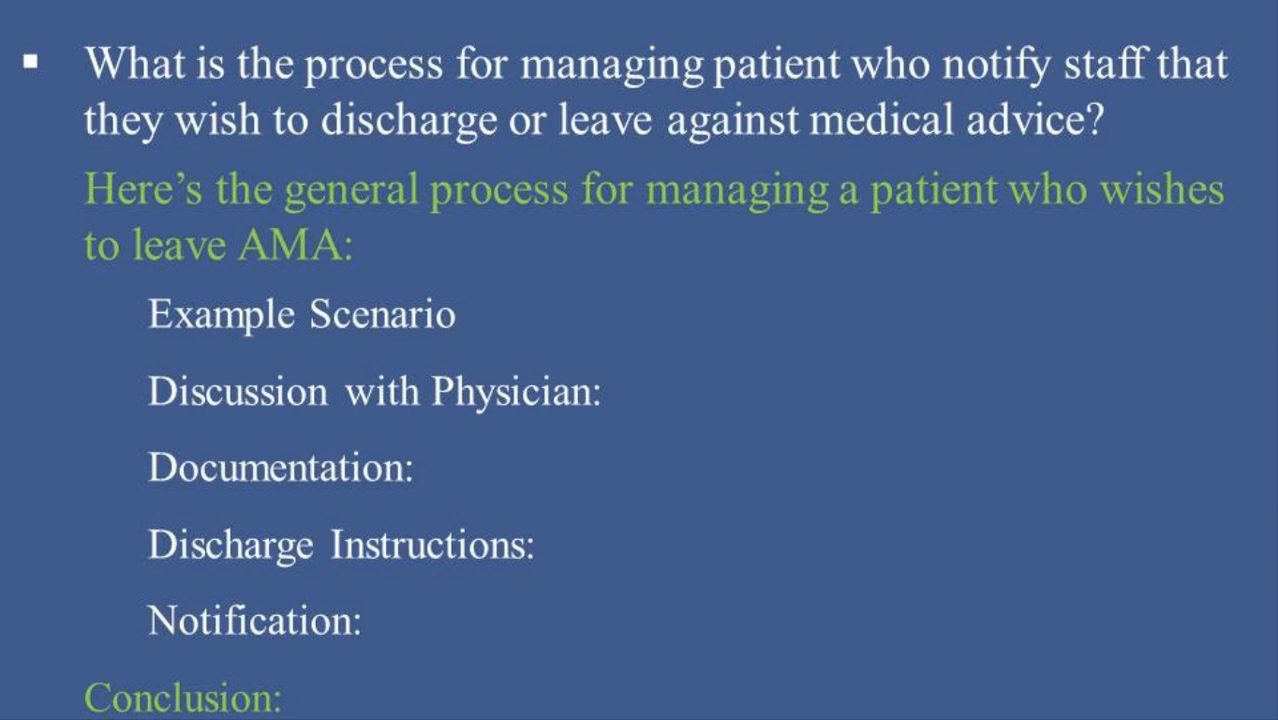 ▪ What is the process for managing patient who notify staff that
they wish to discharge or leave against medical advice?
Here’s the general process for managing a patient who wishes
to leave AMA:
Example Scenario
Discussion with Physician:
Documentation:
Discharge Instructions:
Notification:
Conclusion: